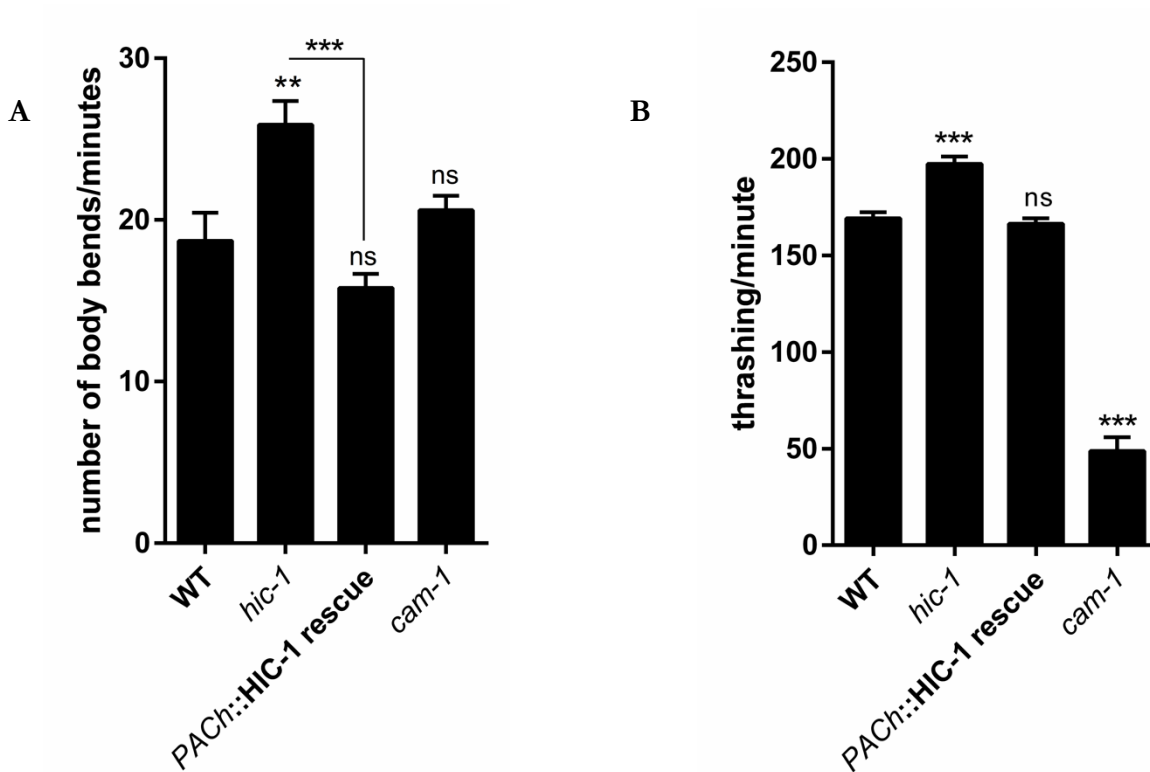 A
number of body bends/minutes
30
20
10
0
**
***
ns
ns
WT
hic-1
PACh::HIC-1 rescue
cam-1
B
thrashing/minute
250
200
150
100
50
0
***
ns
***
WT
hic-1
PACh::HIC-1 rescue
cam-1